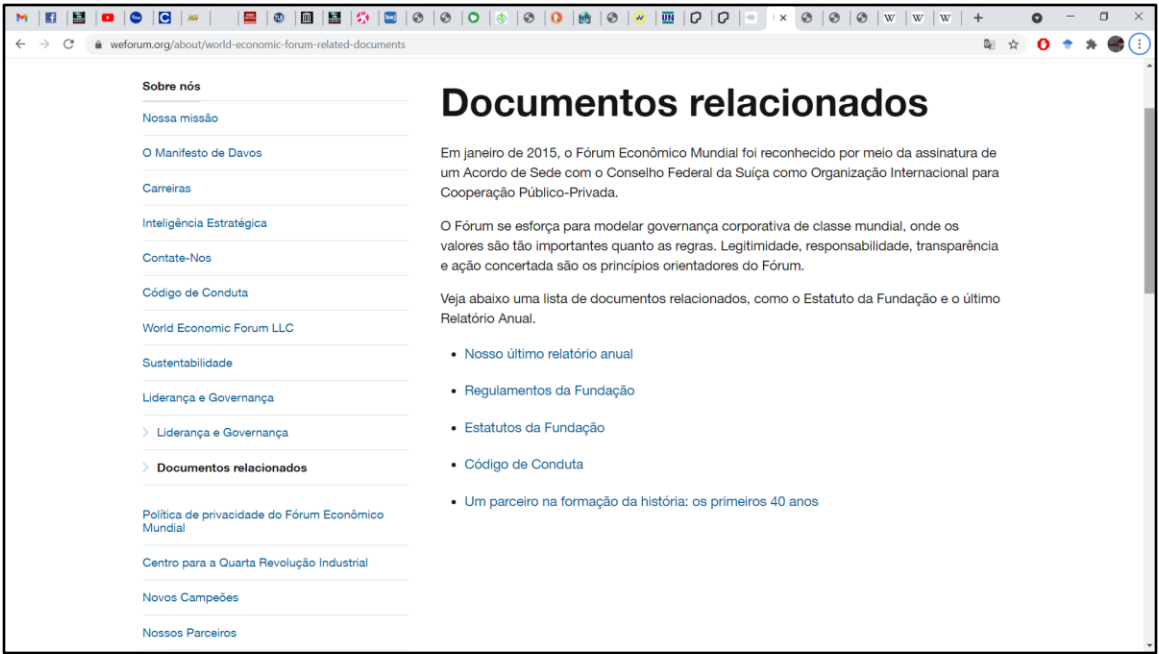 weforum.org/about/world-economic-forum-related-documents
Sobre nós
Nossa missão
O Manifesto de Davos
Carreiras
Inteligência Estratégica
Contate-Nos
Código de Conduta
World Economic Forum LLC
Sustentabilidade
Liderança e Governança
Liderança e Governança
Documentos relacionados
Política de privacidade do Fórum Econômico
Mundial
Centro para a Quarta Revolução Industrial
Novos Campeões
Nossos Parceiros
Documentos relacionados
Em janeiro de 2015, o Fórum Econômico Mundial foi reconhecido por meio da assinatura de
um Acordo de Sede com o Conselho Federal da Suíça como Organização Internacional para
Cooperação Público-Privada.
O Fórum se esforça para modelar governança corporativa de classe mundial, onde os
valores são tão importantes quanto as regras. Legitimidade, responsabilidade, transparência
e ação concertada são os princípios orientadores do Fórum.
Veja abaixo uma lista de documentos relacionados, como o Estatuto da Fundação e o último
Relatório Anual.
• Nosso último relatório anual
• Regulamentos da Fundação
• Estatutos da Fundação
• Código de Conduta
• Um parceiro na formação da história: os primeiros 40 anos